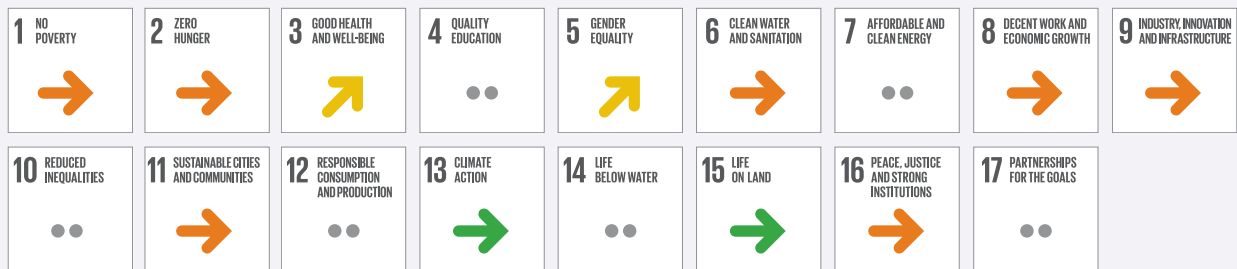 1 NO
POVERTY
2 ZERO
HUNGER
3 GOOD HEALTH
AND WELL-BEING
4 QUALITY
EDUCATION
5 GENDER
EQUALITY
6 CLEAN WATER
AND SANITATION
7 AFFORDABLE AND
CLEAN ENERGY
8 DECENT WORK AND
ECONOMIC GROWTH
9 INDUSTRY, INNOVATION
AND INFRASTRUCTURE
10 REDUCED
INEQUALITIES
11 SUSTAINABLE CITIES
AND COMMUNITIES
12 RESPONSIBLE
CONSUMPTION
AND PRODUCTION
13 CLIMATE
ACTION
14 LIFE
BELOW WATER
15 LIFE
ON LAND
16 PEACE, JUSTICE
AND STRONG
INSTITUTIONS
17 PARTNERSHIPS
FOR THE GOALS